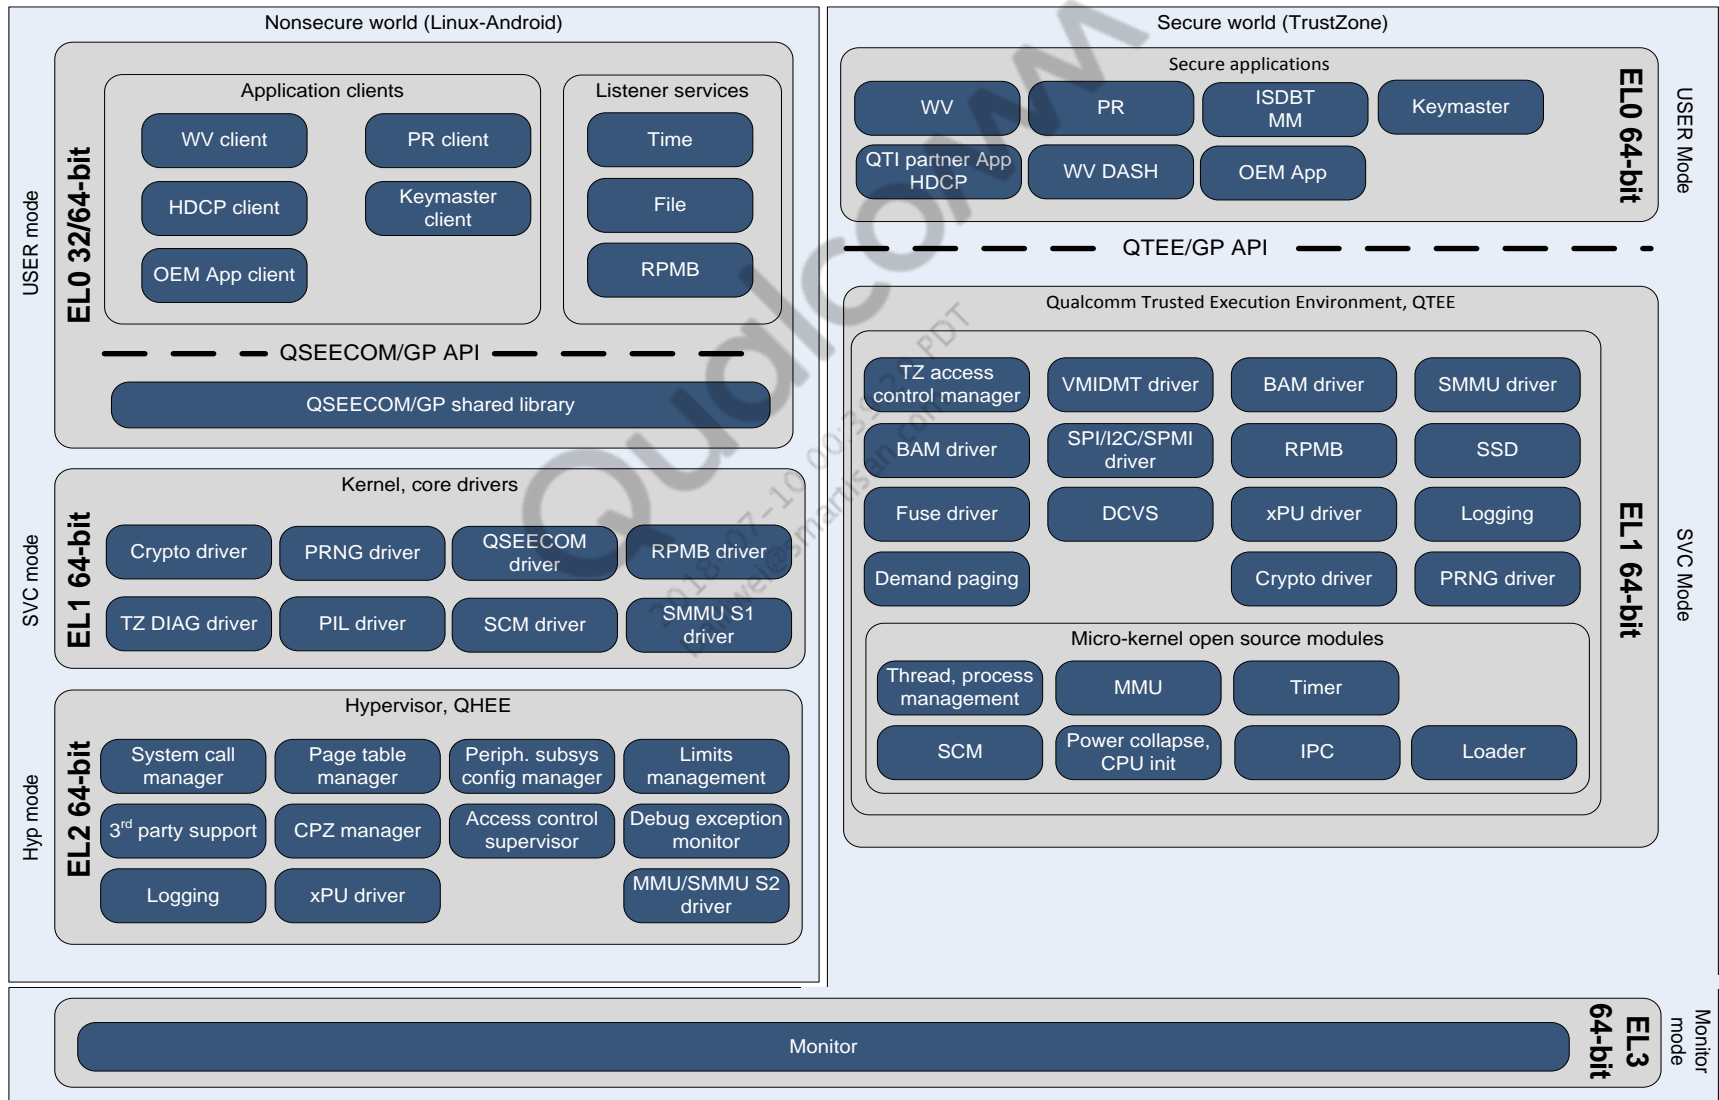 Nonsecure world (Linux-Android)
USER mode
EL0 32/64-bit
Application clients
WV client
PR client
HDCP client
Keymaster
client
OEM App client
Listener services
Time
File
RPMB
QSEECOM/GP API
QSEECOM/GP shared library
SVC mode
EL1 64-bit
Kernel, core drivers
Crypto driver
PRNG driver
QSEECOM
driver
RPMB driver
TZ DIAG driver
PIL driver
SCM driver
SMMU S1
driver
Hyp mode
EL2 64-bit
Hypervisor, QHEE
System call
manager
Page table
manager
Periph. subsys
config manager
Limits
management
3rd party support
CPZ manager
Access control
supervisor
Debug exception
monitor
Logging
xPU driver
MMU/SMMU S2
driver
Secure world (TrustZone)
Secure applications
WV
PR
ISDBT
MM
Keymaster
QTI partner App
HDCP
WV DASH
OEM App
EL0 64-bit
USER Mode
QTEE/GP API
Qualcomm Trusted Execution Environment, QTEE
TZ access
control manager
VMIDMT driver
BAM driver
SMMU driver
BAM driver
SPI/I2C/SPMI
driver
RPMB
SSD
Fuse driver
DCVS
xPU driver
Logging
Demand paging
Crypto driver
PRNG driver
Micro-kernel open source modules
Thread, process
management
MMU
Timer
SCM
Power collapse,
CPU init
IPC
Loader
EL1 64-bit
SVC Mode
Monitor
EL3
64-bit
Monitor
mode
Qualcomm